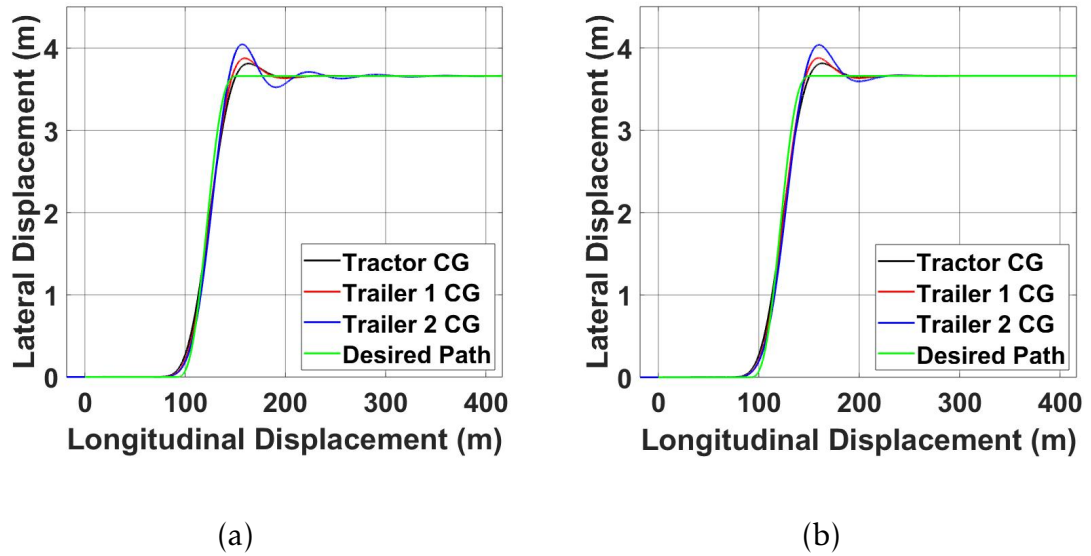 4
3
2
1
0
Lateral Displacement (m)
Tractor CG
Trailer 1 CG
Trailer 2 CG
Desired Path
0 100 200 300 400
Longitudinal Displacement (m)
(a)
4
3
2
1
0
Lateral Displacement (m)
Tractor CG
Trailer 1 CG
Trailer 2 CG
Desired Path
0 100 200 300 400
Longitudinal Displacement (m)
(b)